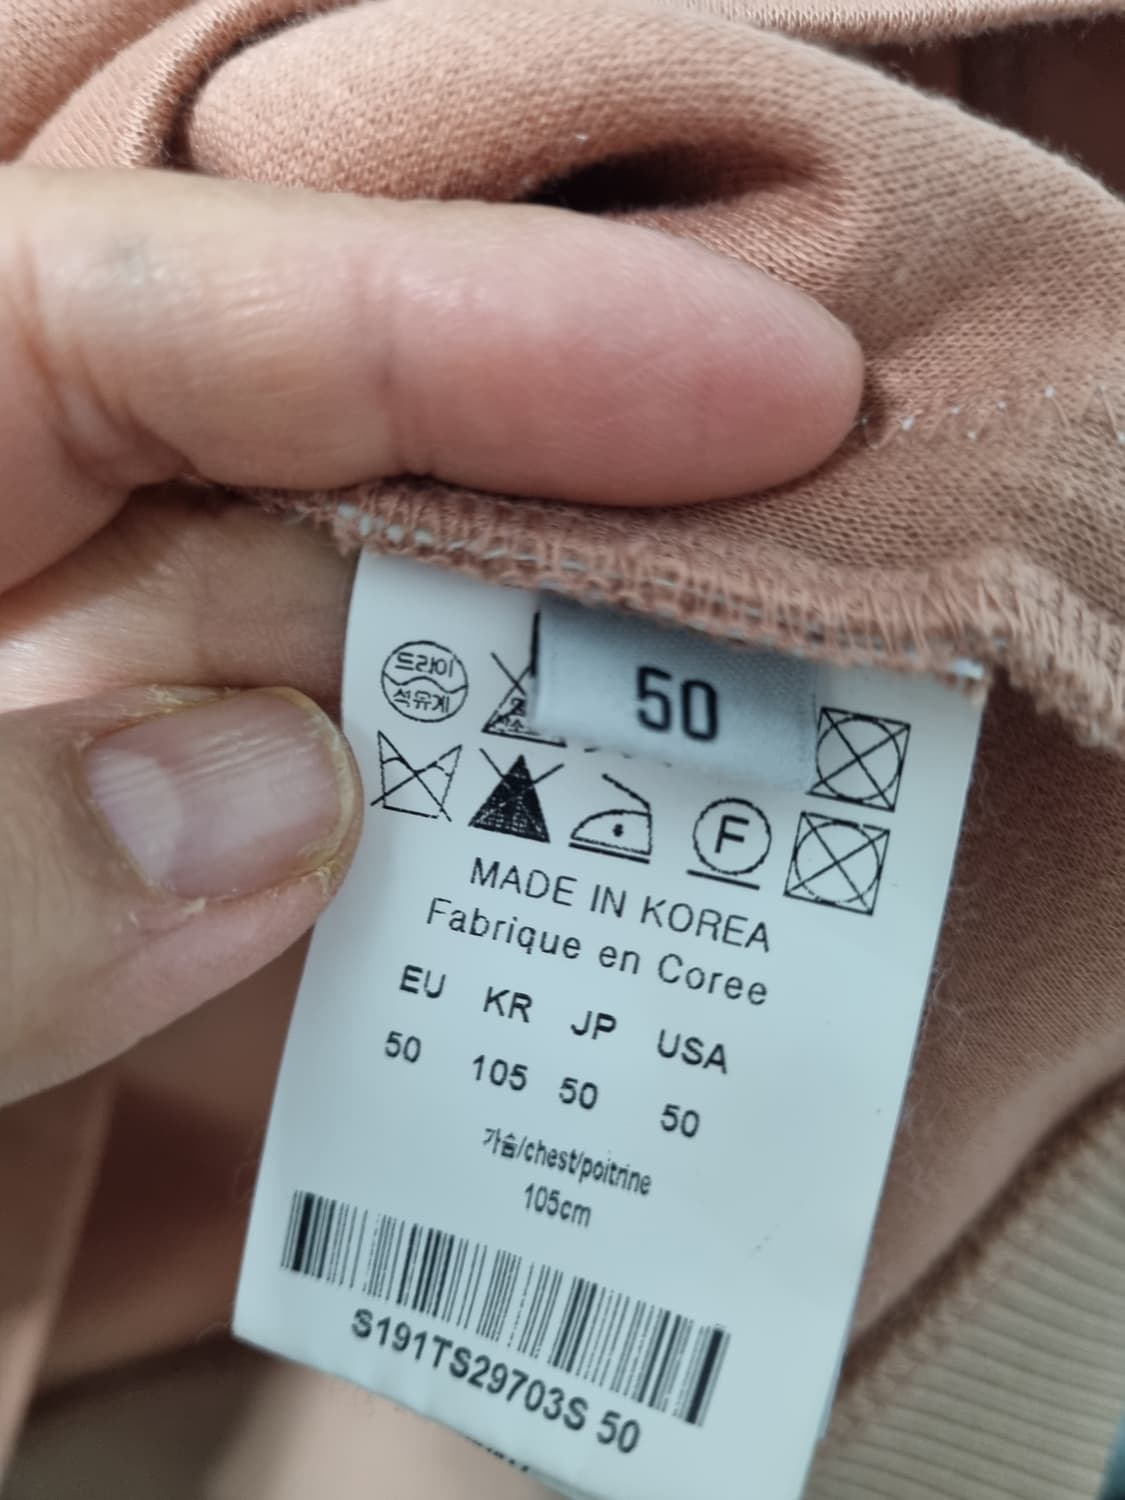 50
드라이
석유계
F
MADE IN KOREA
Fabrique en Coree
EU KR JP USA
50 105 50 50
가슴/chest/poitrine
105cm
S191TS29703S 50